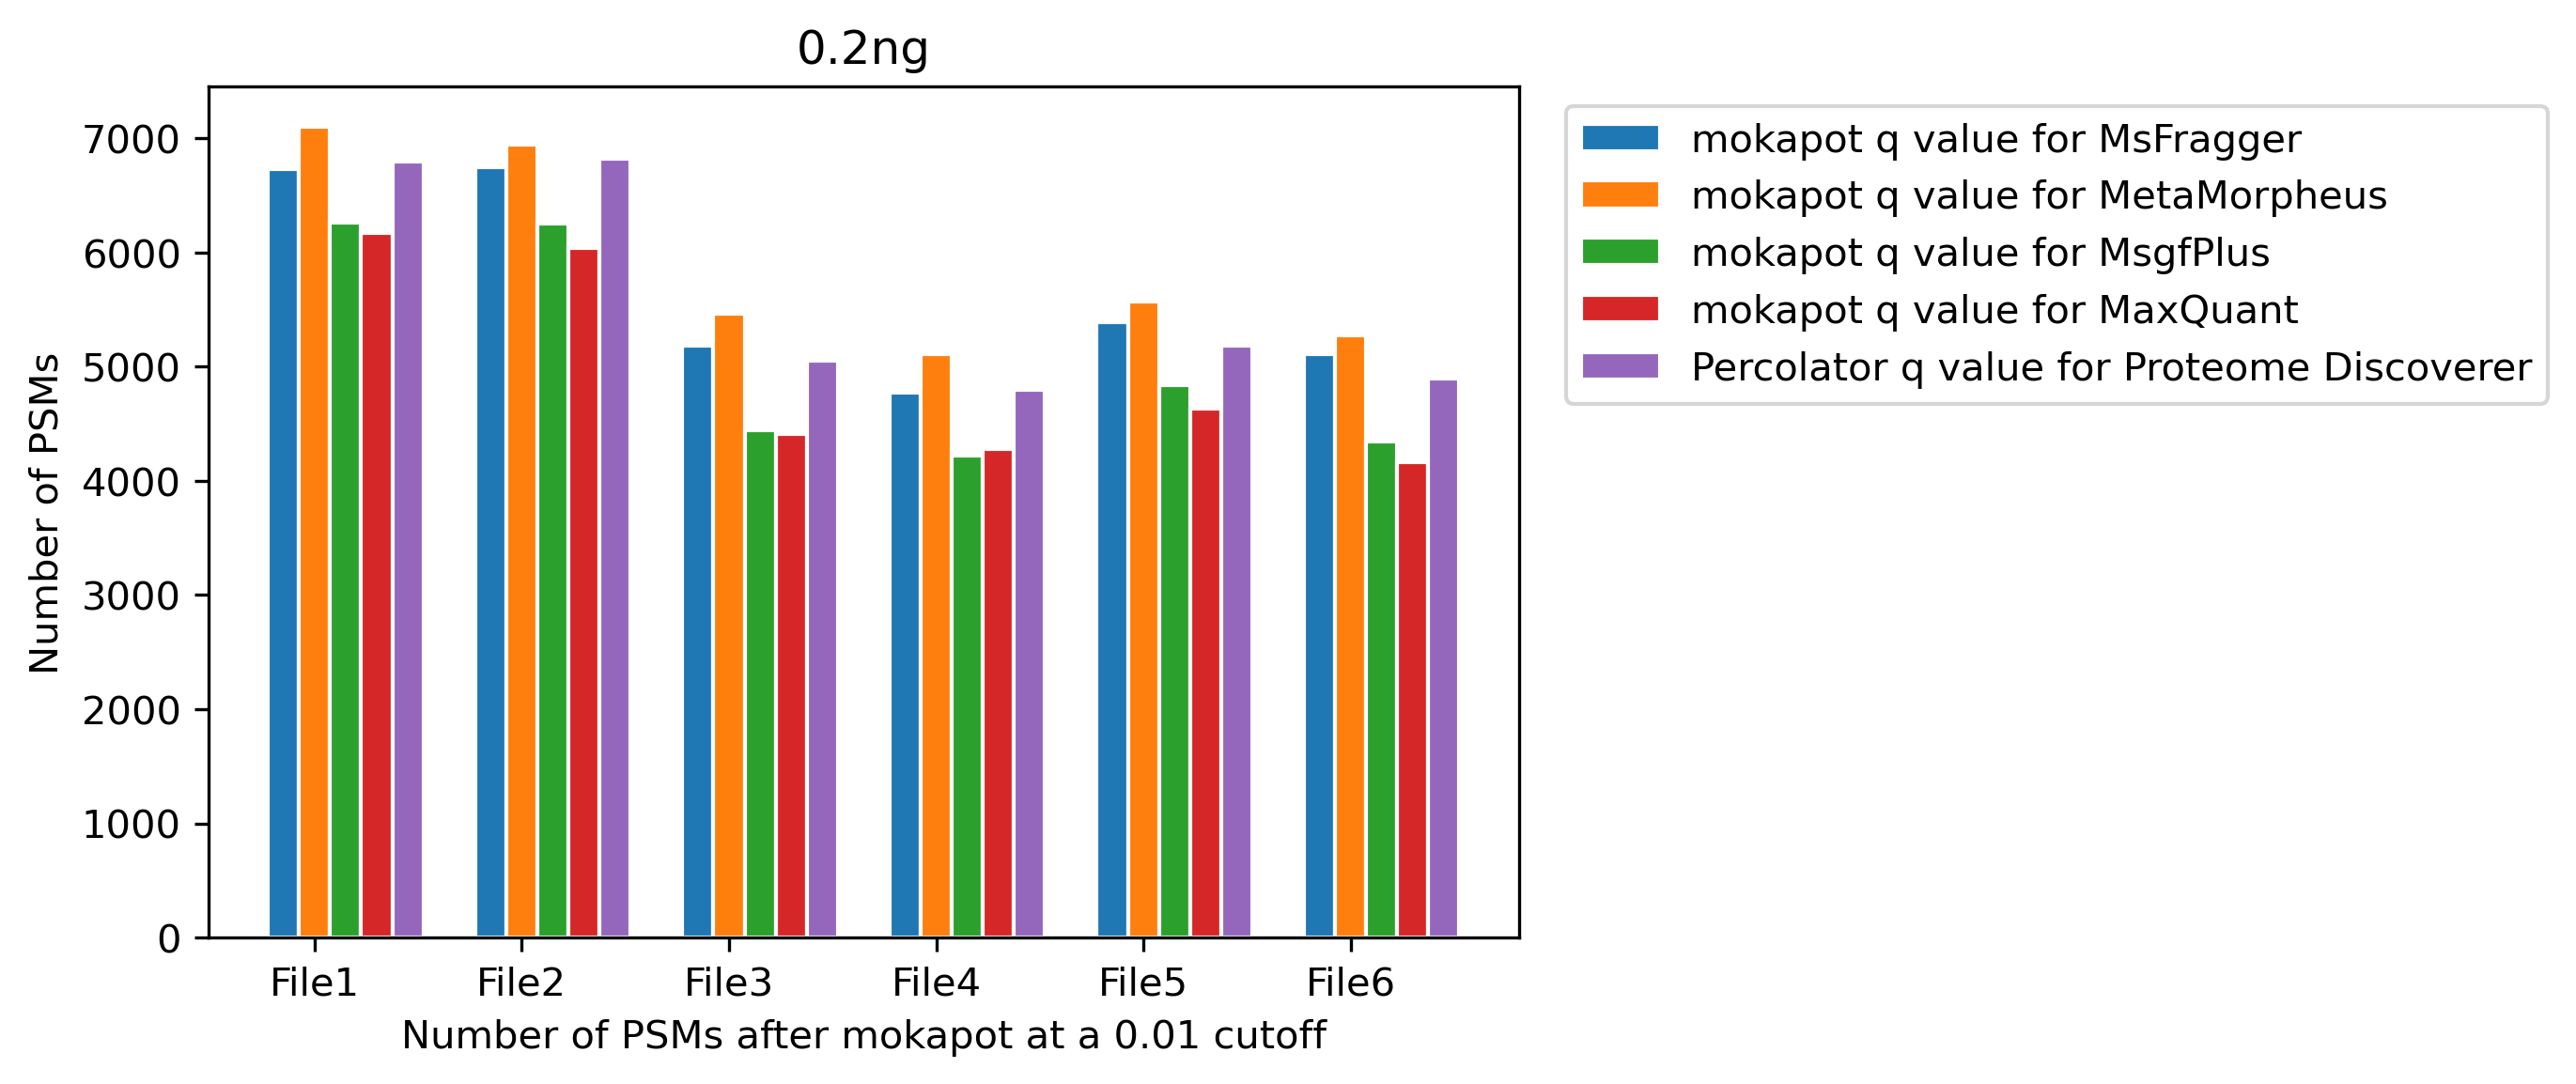 0.2ng
Number of PSMs
7000
6000
5000
4000
3000
2000
1000
0
File1 File2 File3 File4 File5 File6
Number of PSMs after mokapot at a 0.01 cutoff
mokapot q value for MsFragger
mokapot q value for MetaMorpheus
mokapot q value for MsgfPlus
mokapot q value for MaxQuant
Percolator q value for Proteome Discoverer